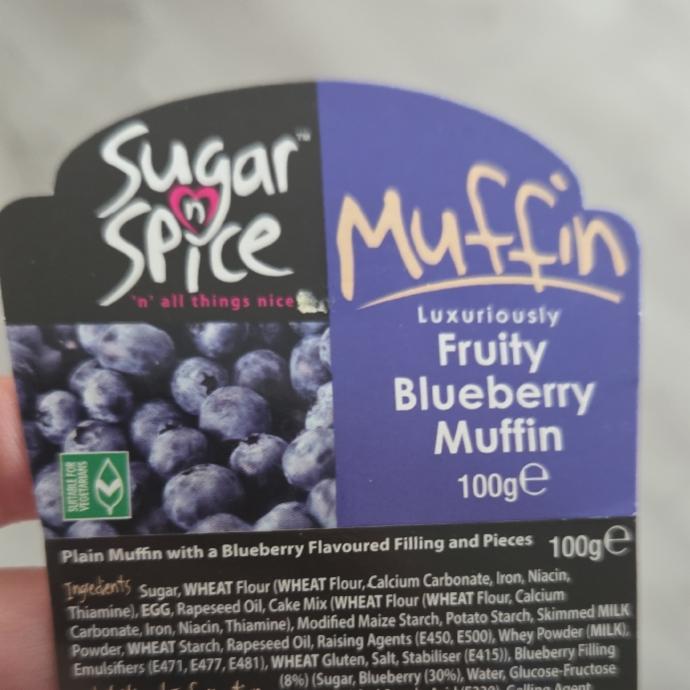 Sugar™
'n'
Spice
'n' all things nice
Muffin
Luxuriously
Fruity
Blueberry
Muffin
100g℮
SUITABLE FOR
VEGETARIANS
Plain Muffin with a Blueberry Flavoured Filling and Pieces 100g℮
Ingredients Sugar, WHEAT Flour (WHEAT Flour, Calcium Carbonate, Iron, Niacin,
Thiamine), EGG, Rapeseed Oil, Cake Mix (WHEAT Flour (WHEAT Flour, Calcium
Carbonate, Iron, Niacin, Thiamine), Modified Maize Starch, Potato Starch, Skimmed MILK
Powder, WHEAT Starch, Rapeseed Oil, Raising Agents (E450, E500), Whey Powder (MILK),
Emulsifiers (E471, E477, E481), WHEAT Gluten, Salt, Stabiliser (E415)), Blueberry Filling
(8%) (Sugar, Blueberry (30%), Water, Glucose-Fructose